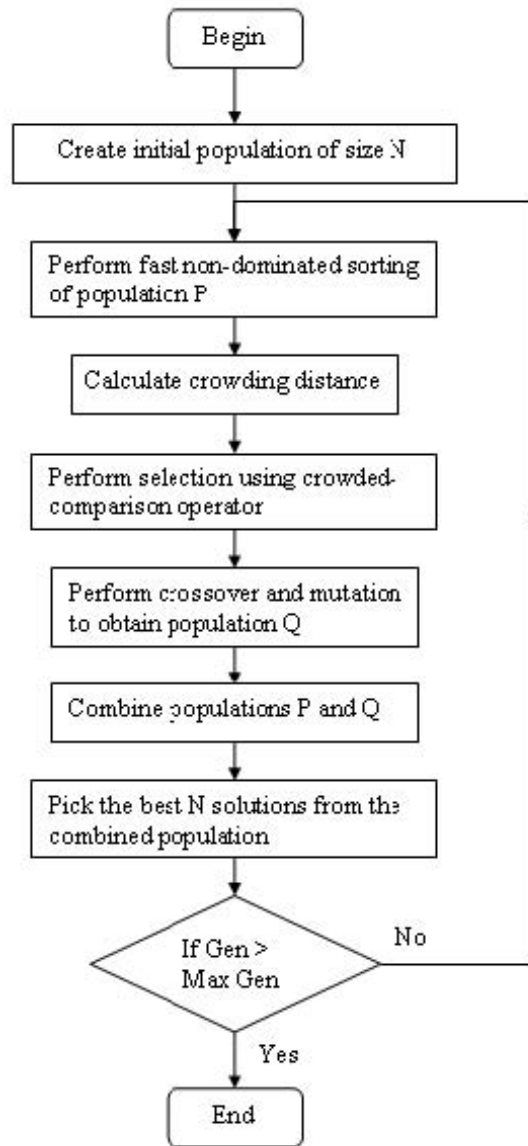 Begin
Create initial population of size N
Perform fast non-dominated sorting
of population P
Calculate crowding distance
Perform selection using crowded-
comparison operator
Perform crossover and mutation
to obtain population Q
Combine populations P and Q
Pick the best N solutions from the
combined population
If Gen >
Max Gen
No
Yes
End